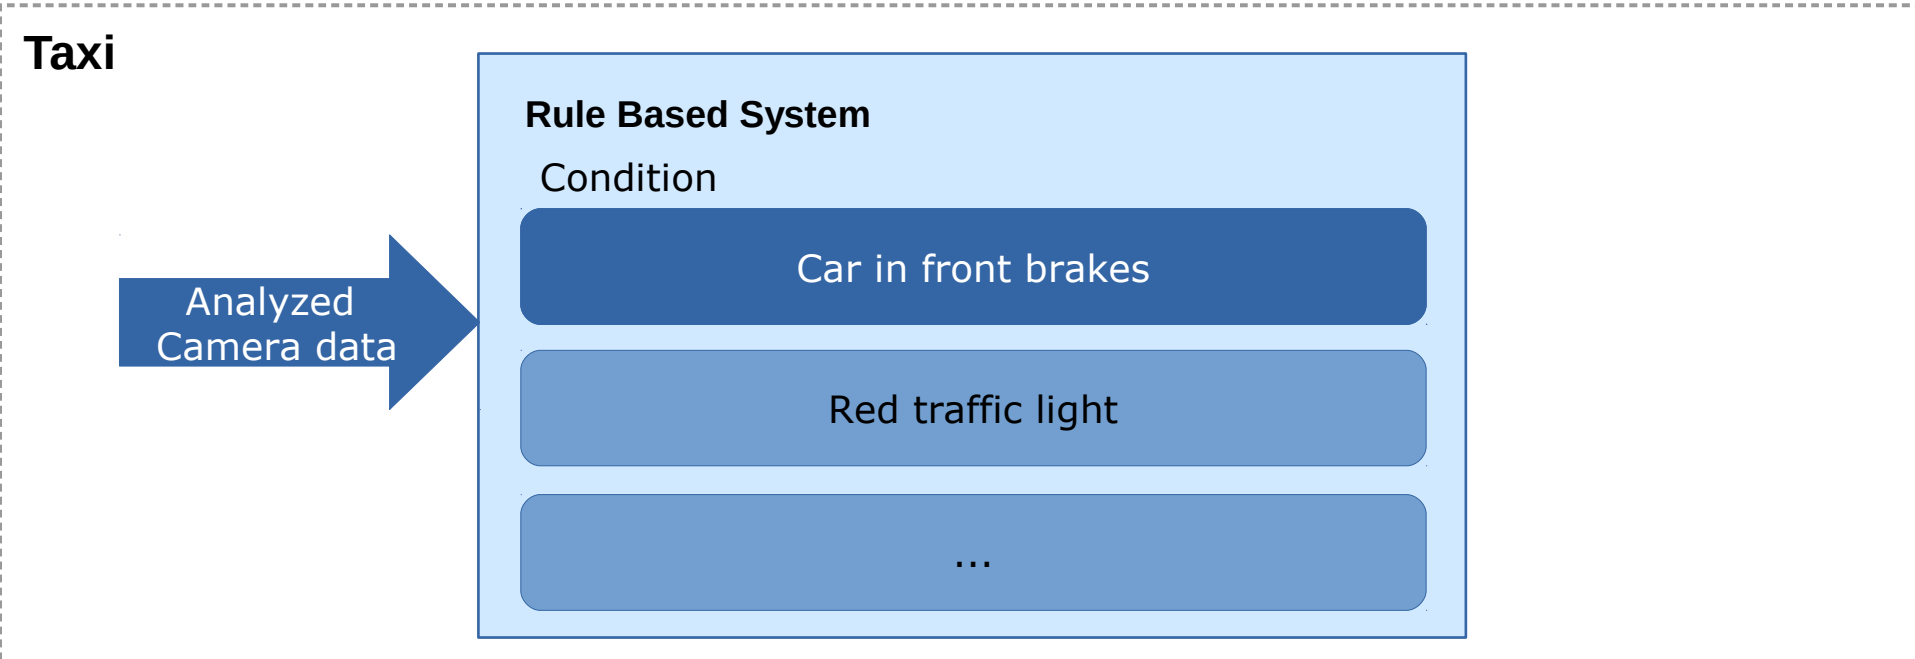 Taxi
Rule Based System
Condition
Car in front brakes
Analyzed
Camera data
Red traffic light
...